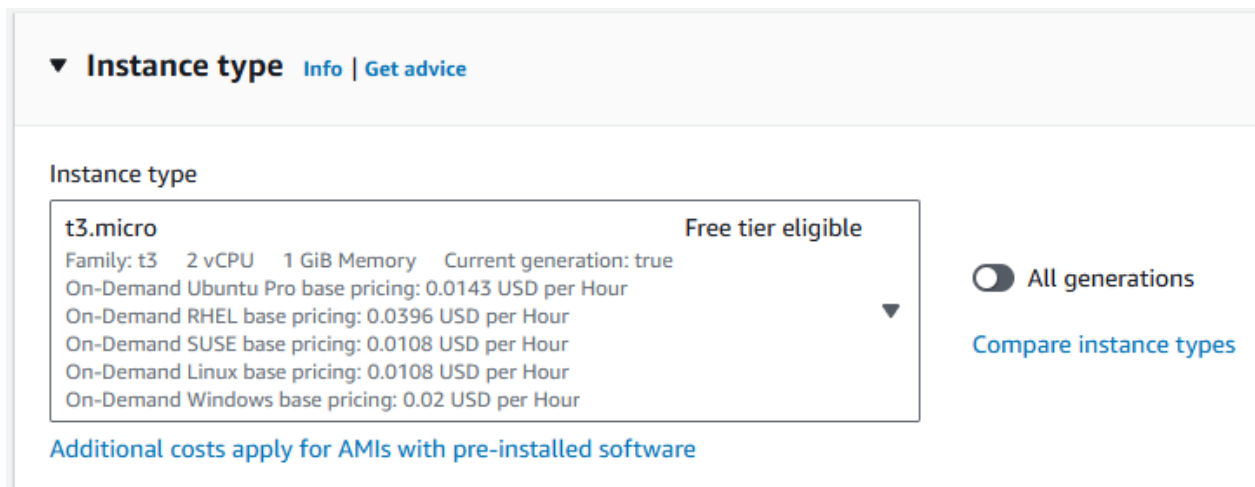 Instance type Info | Get advice
Instance type
t3.micro Free tier eligible
Family: t3 2 vCPU 1 GiB Memory Current generation: true
On-Demand Ubuntu Pro base pricing: 0.0143 USD per Hour
On-Demand RHEL base pricing: 0.0396 USD per Hour
On-Demand SUSE base pricing: 0.0108 USD per Hour
On-Demand Linux base pricing: 0.0108 USD per Hour
On-Demand Windows base pricing: 0.02 USD per Hour
All generations
Compare instance types
Additional costs apply for AMIs with pre-installed software